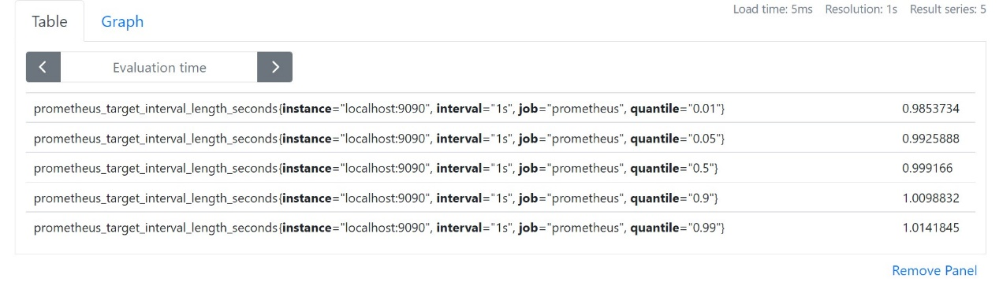 Load time: 5ms Resolution: 1s Result series: 5
Table Graph
Evaluation time
prometheus_target_interval_length_seconds{instance="localhost:9090", interval="1s", job="prometheus", quantile="0.01"} 0.9853734
prometheus_target_interval_length_seconds{instance="localhost:9090", interval="1s", job="prometheus", quantile="0.05"} 0.9925888
prometheus_target_interval_length_seconds{instance="localhost:9090", interval="1s", job="prometheus", quantile="0.5"} 0.999166
prometheus_target_interval_length_seconds{instance="localhost:9090", interval="1s", job="prometheus", quantile="0.9"} 1.0098832
prometheus_target_interval_length_seconds{instance="localhost:9090", interval="1s", job="prometheus", quantile="0.99"} 1.0141845
Remove Panel